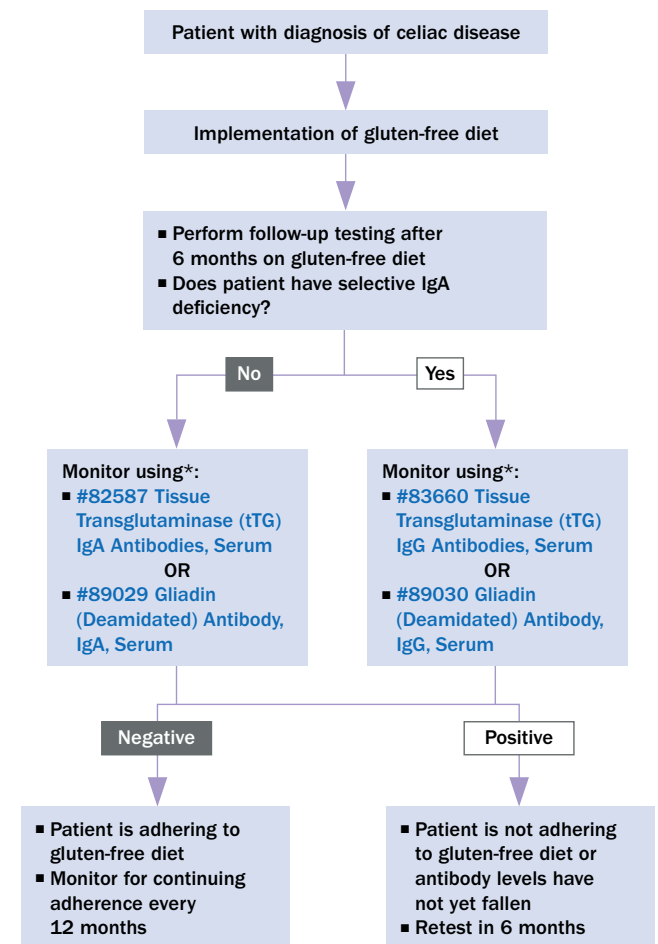 Patient with diagnosis of celiac disease
Implementation of gluten-free diet
▪ Perform follow-up testing after
6 months on gluten-free diet
▪ Does patient have selective IgA
deficiency?
No
Yes
Monitor using*:
▪ #82587 Tissue
Transglutaminase (tTG)
IgA Antibodies, Serum
OR
▪ #89029 Gliadin
(Deamidated) Antibody,
IgA, Serum
Monitor using*:
▪ #83660 Tissue
Transglutaminase (tTG)
IgG Antibodies, Serum
OR
▪ #89030 Gliadin
(Deamidated) Antibody,
IgG, Serum
Negative
Positive
▪ Patient is adhering to
gluten-free diet
▪ Monitor for continuing
adherence every
12 months
▪ Patient is not adhering
to gluten-free diet or
antibody levels have
not yet fallen
▪ Retest in 6 months